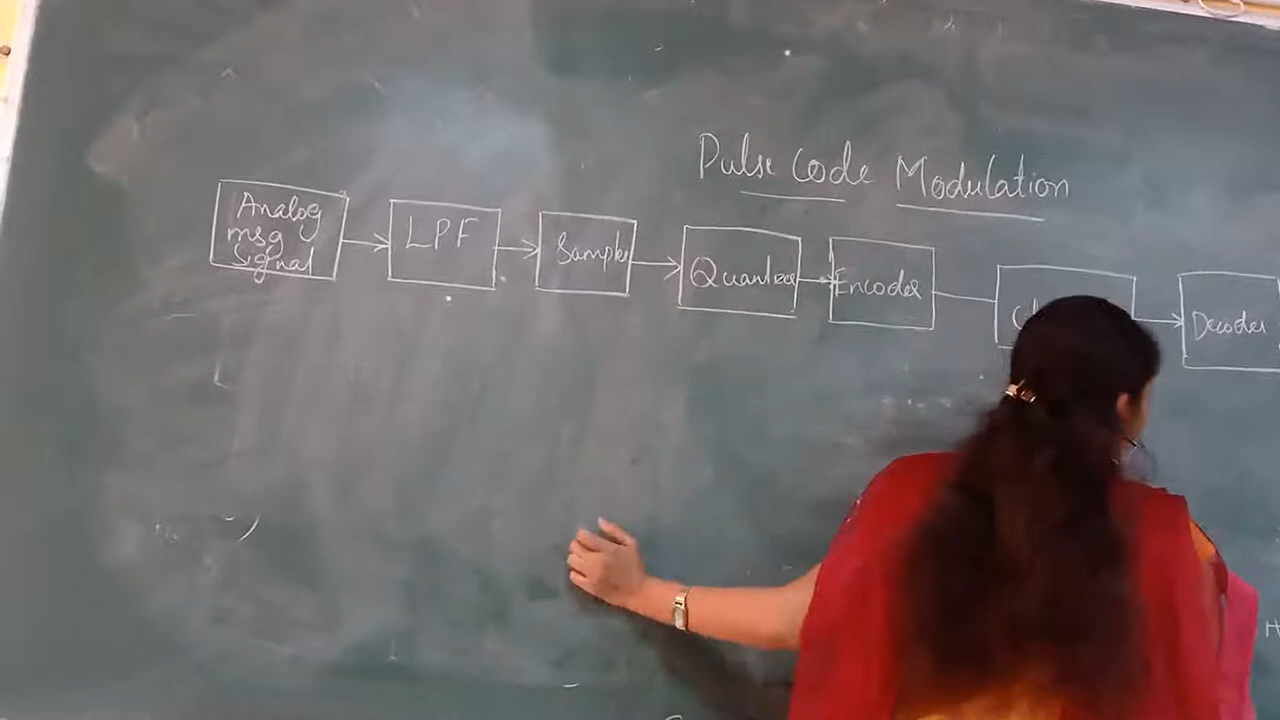 Pulse Code Modulation
Analog
msg
Signal
LPF
Sampler
Quantizer
Encoder
Decoder